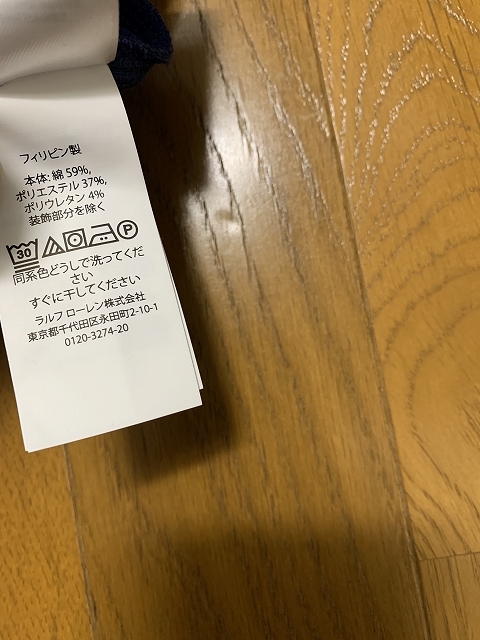 フィリピン製
本体: 綿 59%,
ポリエステル 37%,
ポリウレタン 4%
装飾部分を除く
30 P
同系色どうしで洗ってくだ
さい
すぐに干してください
ラルフ ローレン株式会社
東京都千代田区永田町2-10-1
0120-3274-20